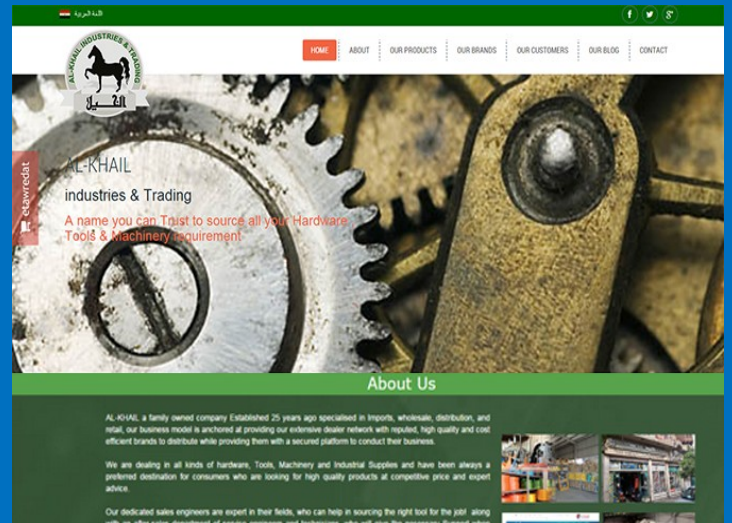 اللغة العربية
AL-KHAIL INDUSTRIES & TRADING
الخيل
HOME
ABOUT
OUR PRODUCTS
OUR BRANDS
OUR CUSTOMERS
OUR BLOG
CONTACT
etawredat
AL-KHAIL
industries & Trading
A name you can Trust to source all your Hardware
Tools & Machinery requirement
About Us
AL-KHAIL a family owned company Established 25 years ago specialised in Imports, wholesale, distribution, and
retail, our business model is anchored at providing our extensive dealer network with reputed, high quality and cost
efficient brands to distribute while providing them with a secured platform to conduct their business.
We are dealing in all kinds of hardware, Tools, Machinery and Industrial Supplies and have been always a
preferred destination for consumers who are looking for high quality products at competitive price and expert
advice.
Our dedicated sales engineers are expert in their fields, who can help in sourcing the right tool for the job! along